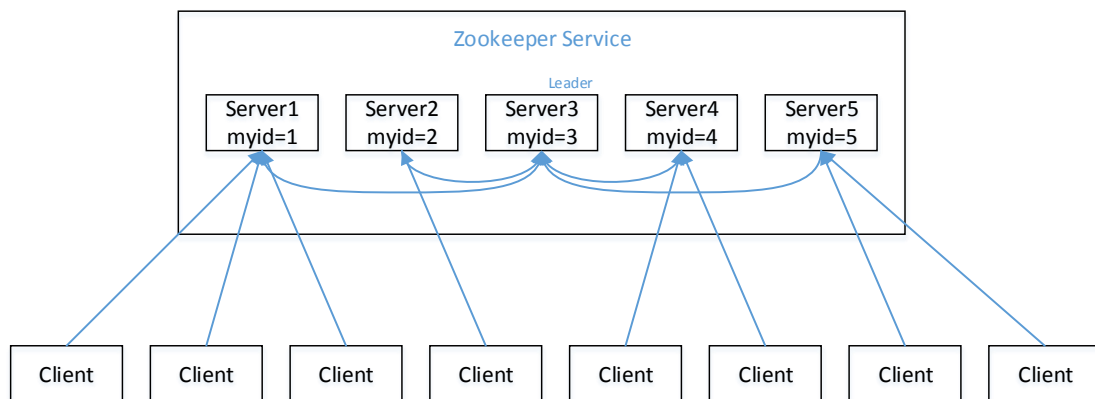 Zookeeper Service
Leader
Server1
myid=1
Server2
myid=2
Server3
myid=3
Server4
myid=4
Server5
myid=5
Client
Client
Client
Client
Client
Client
Client
Client